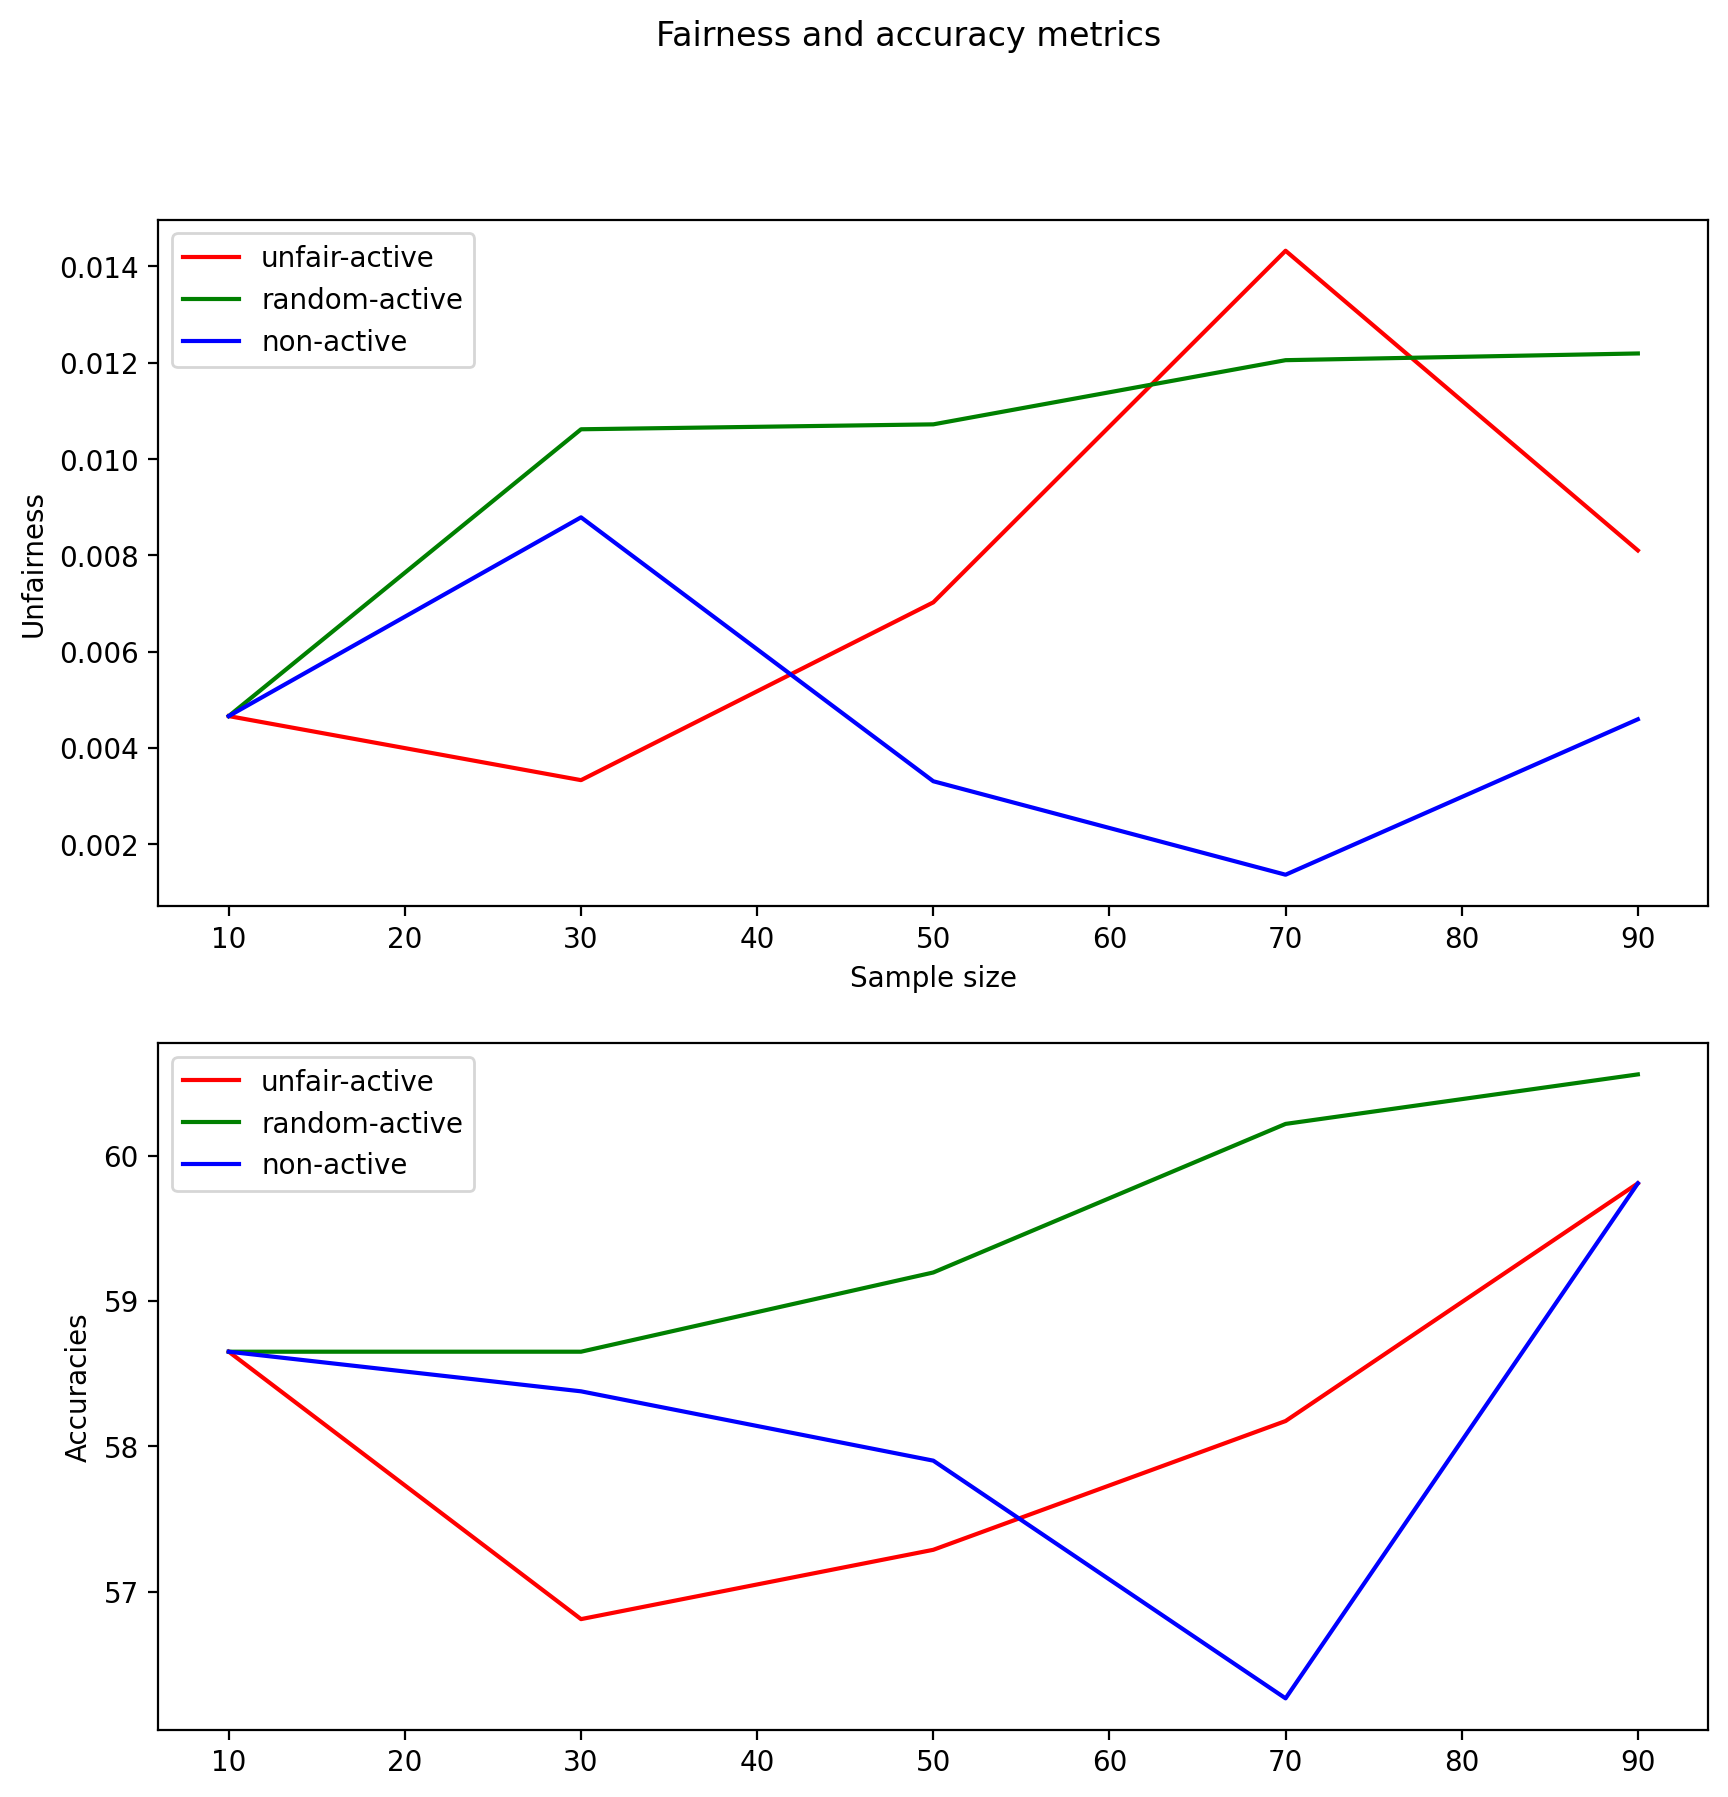 Fairness and accuracy metrics
unfair-active
random-active
non-active
0.014
0.012
0.010
0.008
0.006
0.004
0.002
Unfairness
10 20 30 40 50 60 70 80 90
Sample size
unfair-active
random-active
non-active
60
59
58
57
Accuracies
10 20 30 40 50 60 70 80 90